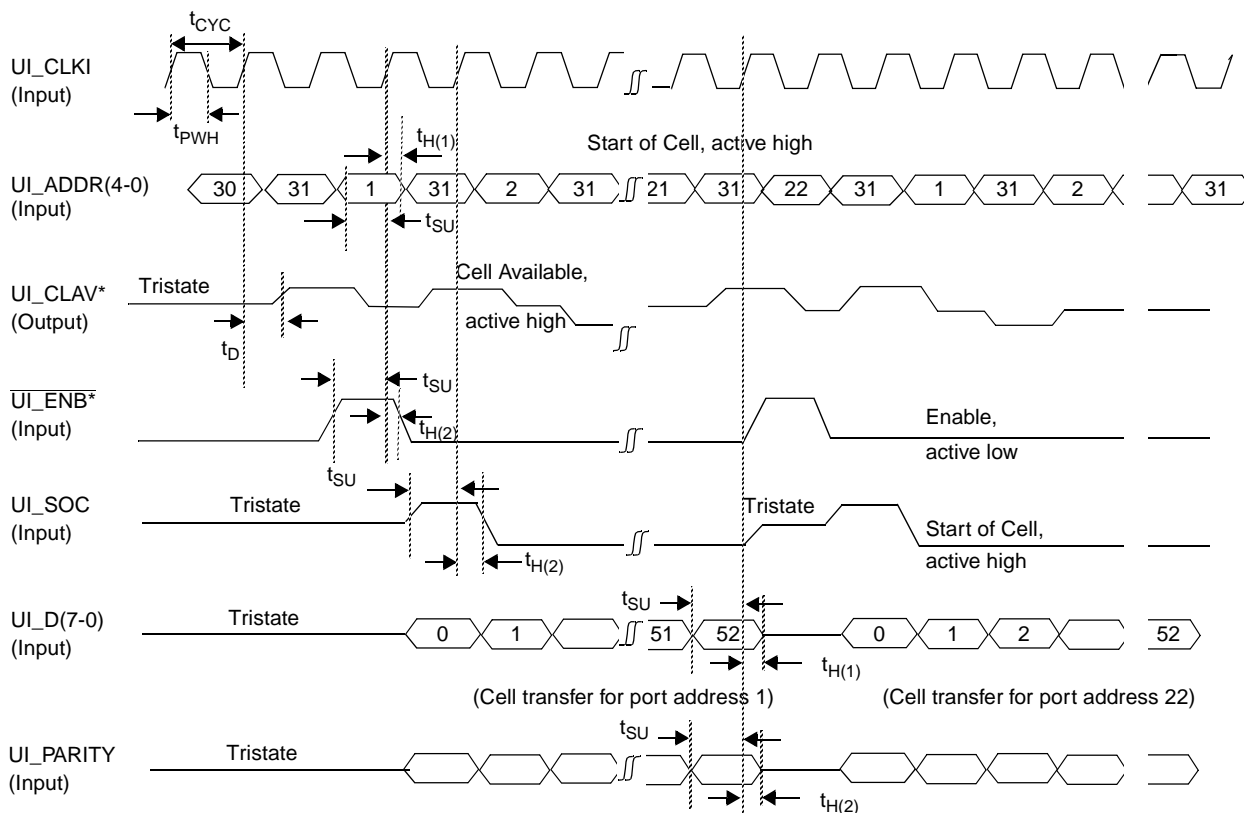 tCYC
UI_CLKI
(Input)
tPWH
tH(1)
Start of Cell, active high
UI_ADDR(4-0)
(Input)
30 31 1 31 2 31 21 31 22 31 1 31 2 31
tSU
UI_CLAV*
(Output)
Tristate
Cell Available,
active high
tD
UI_ENB*
(Input)
tSU
tH(2)
Enable,
active low
tSU
UI_SOC
(Input)
Tristate
Tristate
Start of Cell,
active high
tH(2)
UI_D(7-0)
(Input)
Tristate
tSU
0 1 51 52 0 1 2 52
tH(1)
(Cell transfer for port address 1)
(Cell transfer for port address 22)
tSU
UI_PARITY
(Input)
Tristate
tH(2)